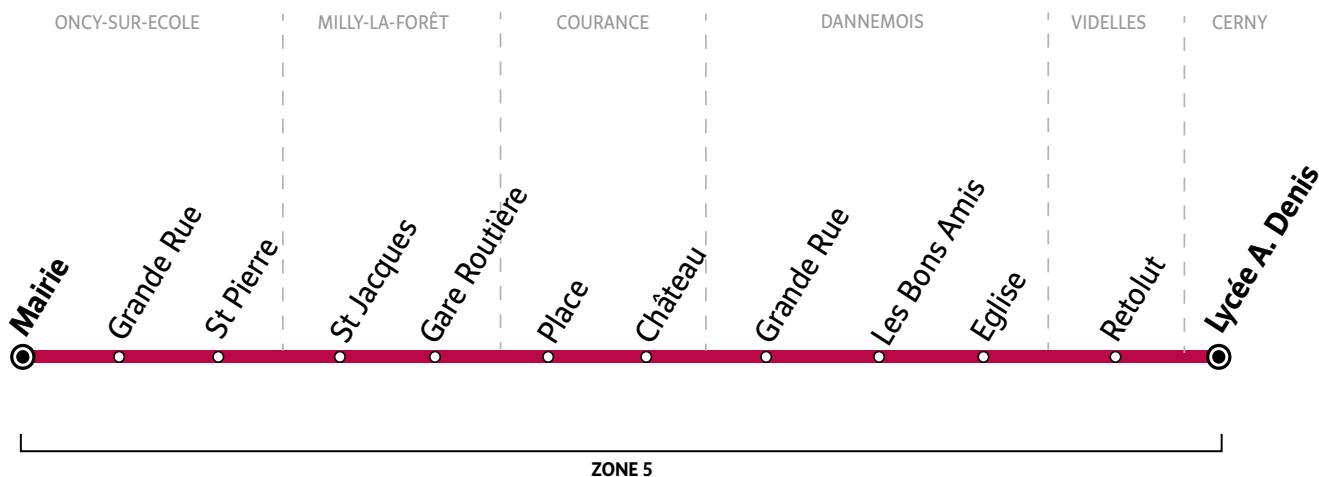 ONCY-SUR-ECOLE
MILLY-LA-FORÊT
COURANCE
DANNEMOIS
VIDELLES
CERNY
Mairie
Grande Rue
St Pierre
St Jacques
Gare Routière
Place
Château
Grande Rue
Les Bons Amis
Eglise
Retolut
Lycée A. Denis
ZONE 5